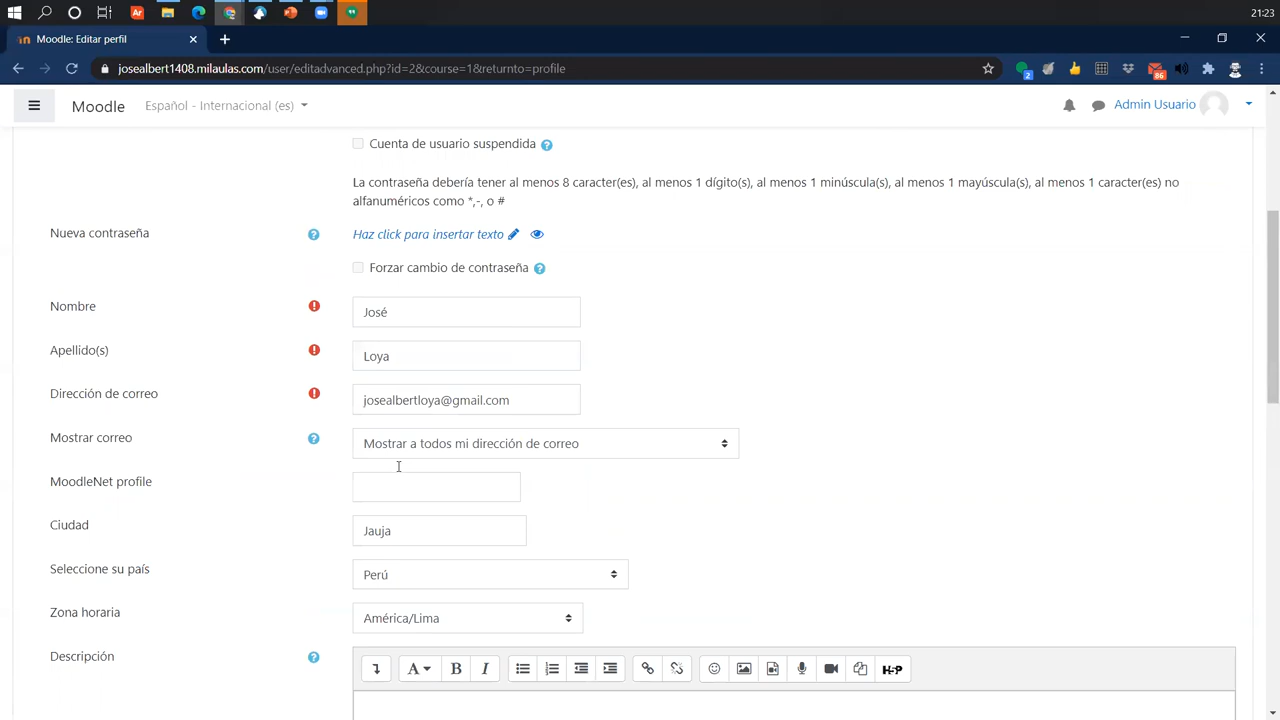 21:23
Moodle: Editar perfil
josealbert1408.milaulas.com/user/editadvanced.php?id=2&course=1&returnto=profile
2
86
Moodle
Español - Internacional (es)
Admin Usuario
Cuenta de usuario suspendida
La contraseña debería tener al menos 8 caracter(es), al menos 1 dígito(s), al menos 1 minúscula(s), al menos 1 mayúscula(s), al menos 1 caracter(es) no
alfanuméricos como *,-, o #
Nueva contraseña
Haz click para insertar texto
Forzar cambio de contraseña
Nombre
José
Apellido(s)
Loya
Dirección de correo
josealbertloya@gmail.com
Mostrar correo
Mostrar a todos mi dirección de correo
MoodleNet profile
Ciudad
Jauja
Seleccione su país
Perú
Zona horaria
América/Lima
Descripción
A B I
H-P